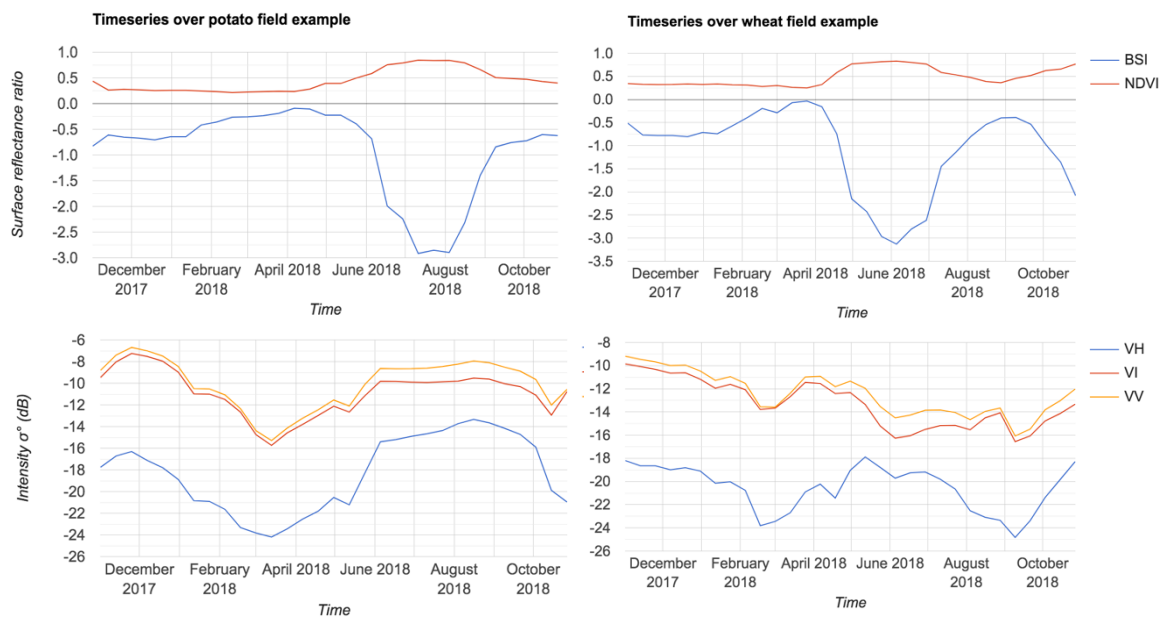 Timeseries over potato field example
Timeseries over wheat field example
Surface reflectance ratio
1.0
0.5
0.0
-0.5
-1.0
-1.5
-2.0
-2.5
-3.0
December 2017
February 2018
April 2018
June 2018
August 2018
October 2018
Time
1.0
0.5
0.0
-0.5
-1.0
-1.5
-2.0
-2.5
-3.0
-3.5
December 2017
February 2018
April 2018
June 2018
August 2018
October 2018
Time
BSI
NDVI
Intensity σ° (dB)
-6
-8
-10
-12
-14
-16
-18
-20
-22
-24
-26
December 2017
February 2018
April 2018
June 2018
August 2018
October 2018
Time
-8
-10
-12
-14
-16
-18
-20
-22
-24
-26
December 2017
February 2018
April 2018
June 2018
August 2018
October 2018
Time
VH
VI
VV